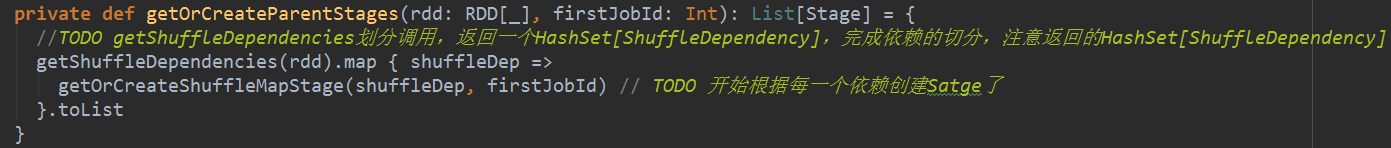 private def getOrCreateParentStages(rdd: RDD[_], firstJobId: Int): List[Stage] = {
//TODO getShuffleDependencies划分调用，返回一个HashSet[ShuffleDependency]，完成依赖的切分，注意返回的HashSet[ShuffleDependency]
getShuffleDependencies(rdd).map { shuffleDep =>
getOrCreateShuffleMapStage(shuffleDep, firstJobId) // TODO 开始根据每一个依赖创建Satge了
}.toList
}